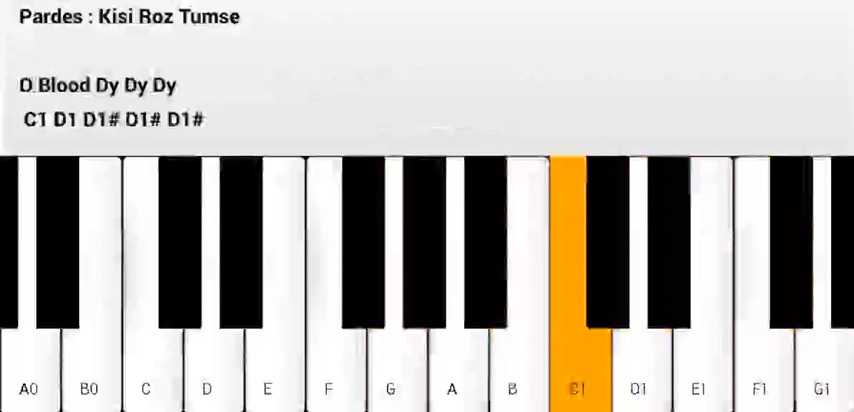 Pardes : Kisi Roz Tumse
O Blood Dy Dy Dy
C1 D1 D1# D1# D1#
A0 B0 C D E F G A B C1 D1 E1 F1 G1